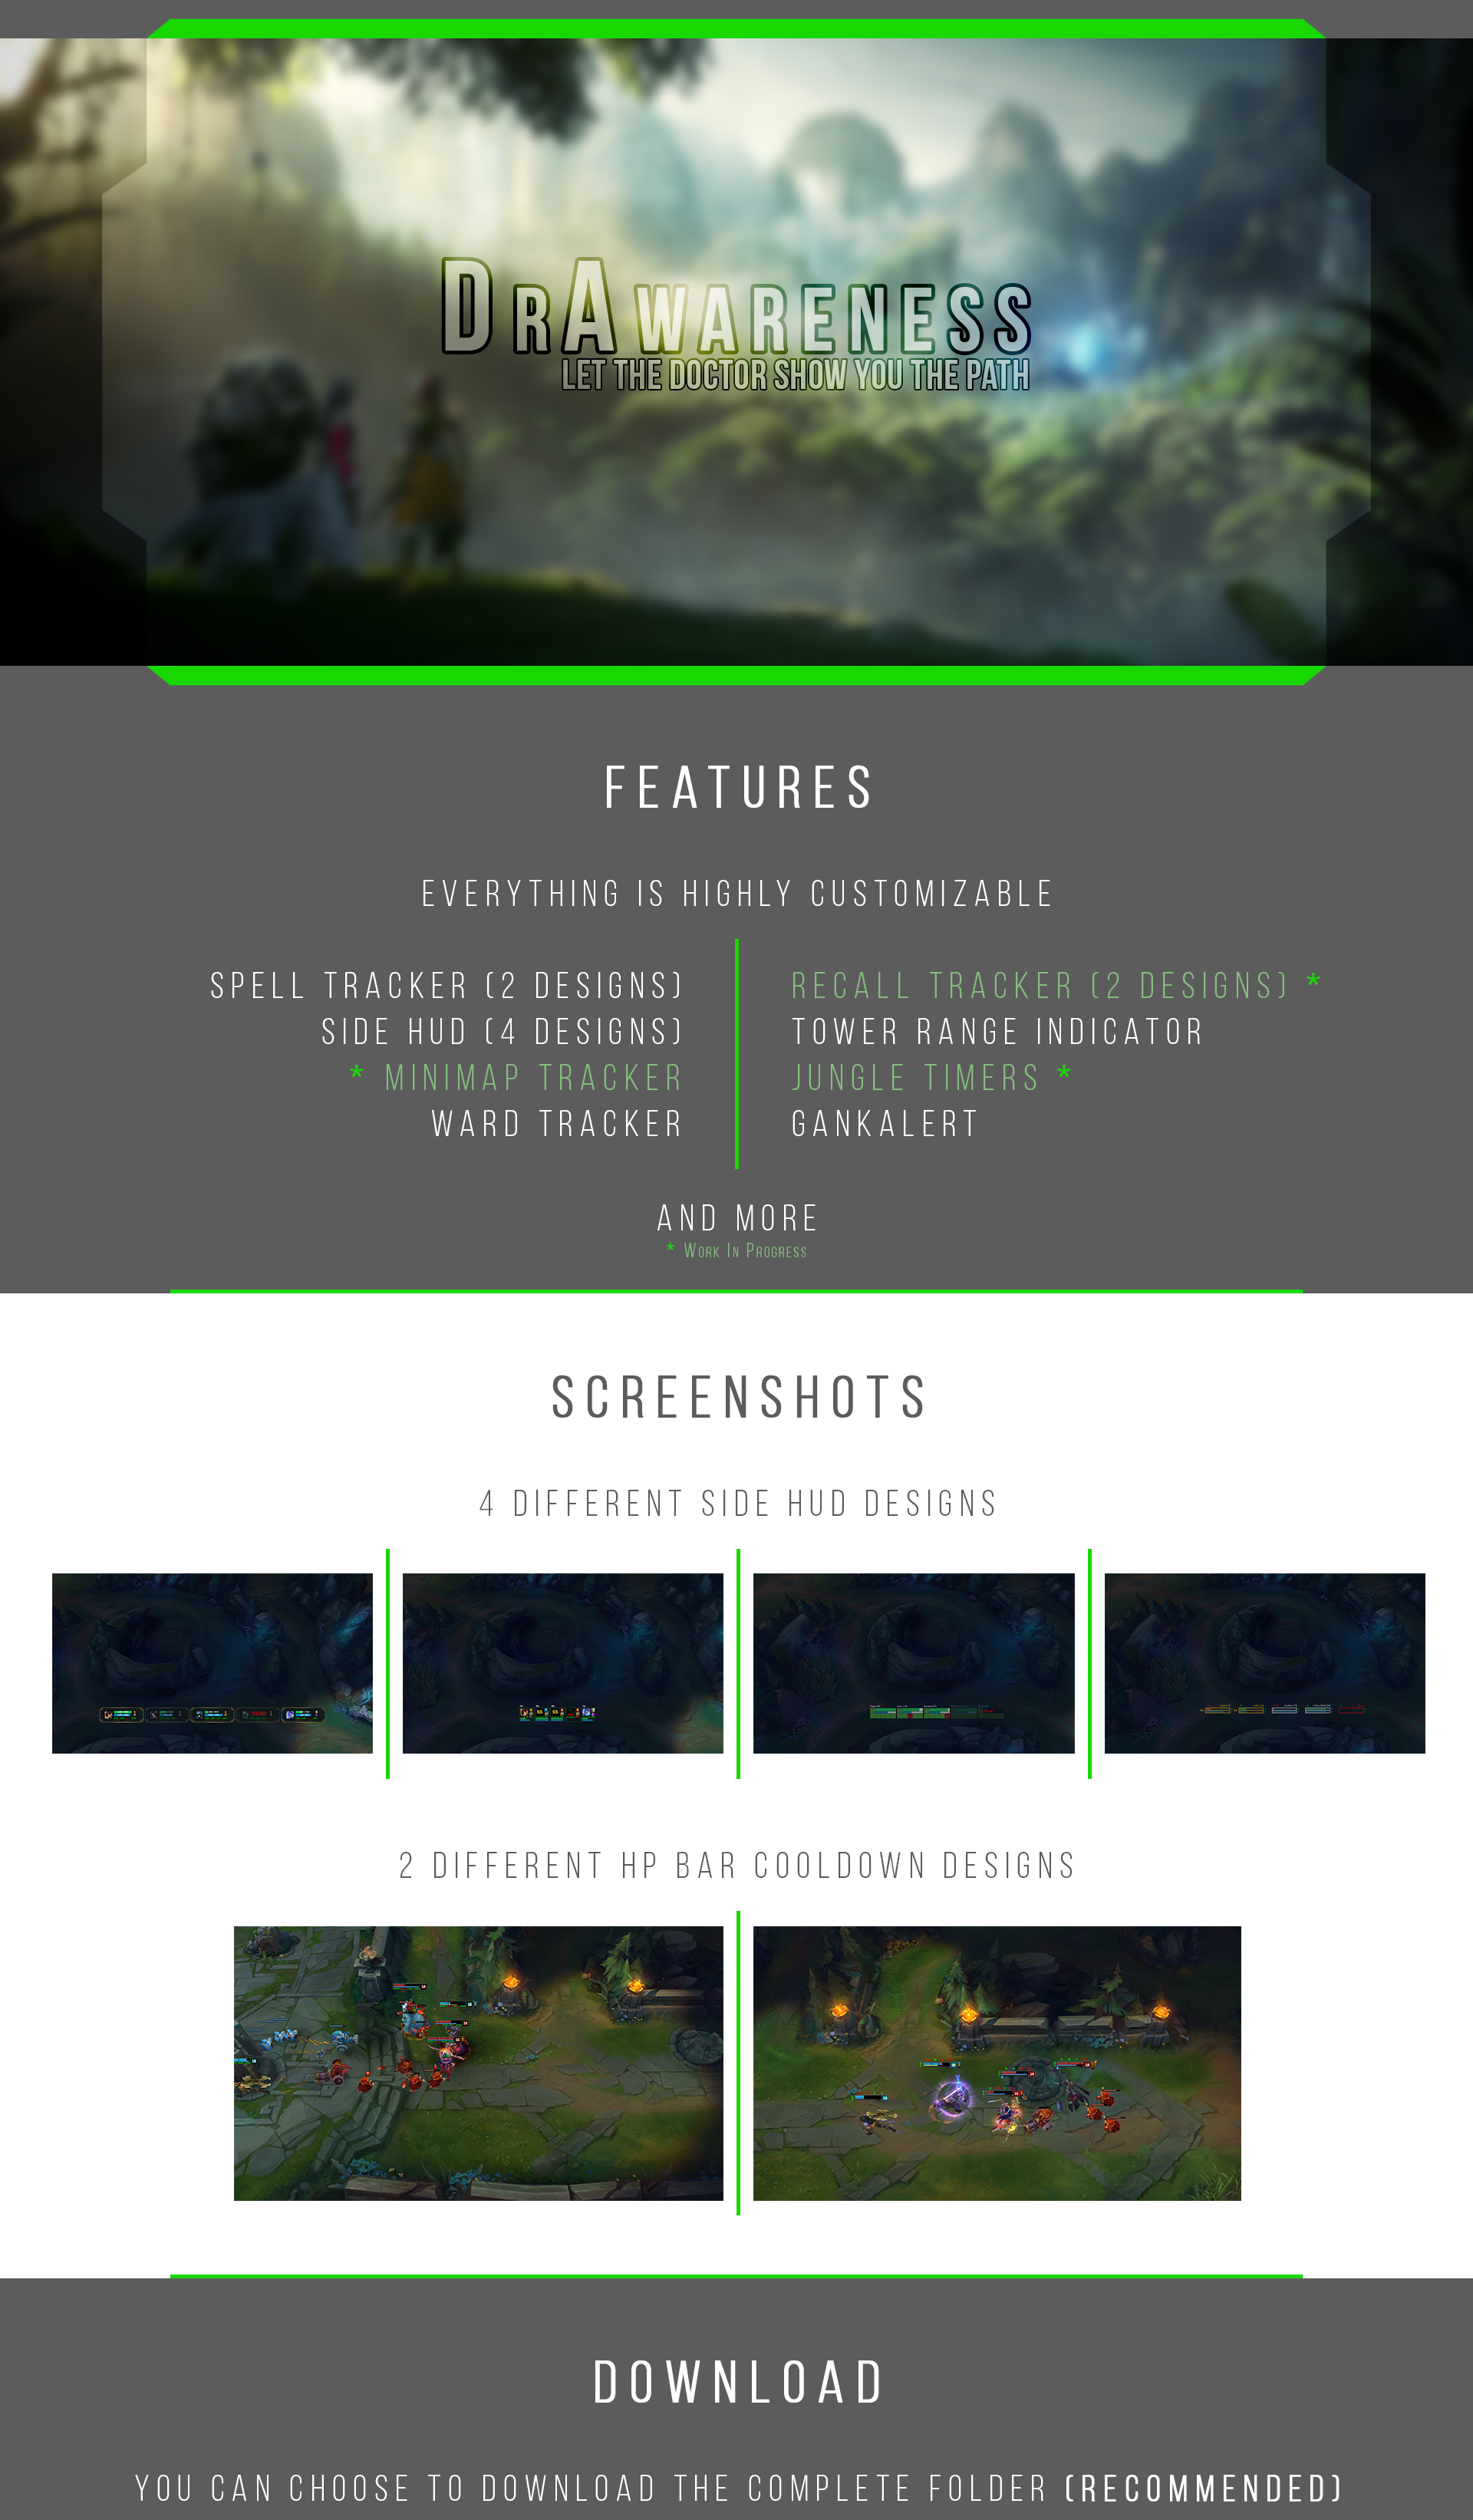 DrAwareness
LET THE DOCTOR SHOW YOU THE PATH
FEATURES
EVERYTHING IS HIGHLY CUSTOMIZABLE
SPELL TRACKER (2 DESIGNS)
SIDE HUD (4 DESIGNS)
* MINIMAP TRACKER
WARD TRACKER
RECALL TRACKER (2 DESIGNS) *
TOWER RANGE INDICATOR
JUNGLE TIMERS *
GANKALERT
AND MORE
* Work In Progress
SCREENSHOTS
4 DIFFERENT SIDE HUD DESIGNS
2 DIFFERENT HP BAR COOLDOWN DESIGNS
DOWNLOAD
YOU CAN CHOOSE TO DOWNLOAD THE COMPLETE FOLDER (RECOMMENDED)